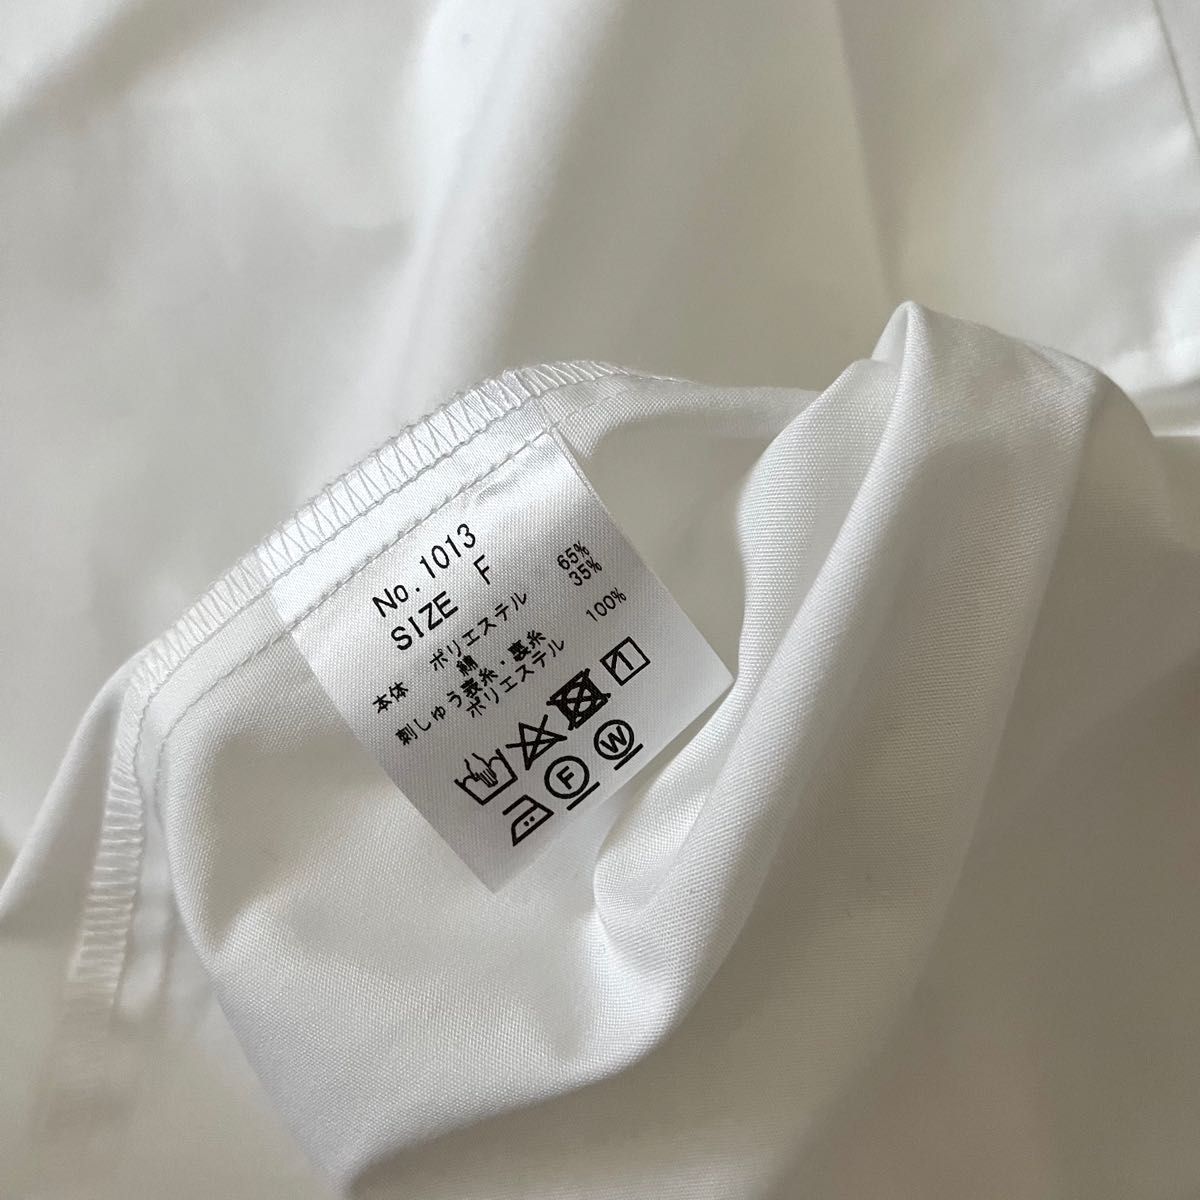 No. 1013
SIZE F
本体 ポリエステル 65%
綿 35%
刺しゅう表糸・裏糸
ポリエステル 100%
F
W